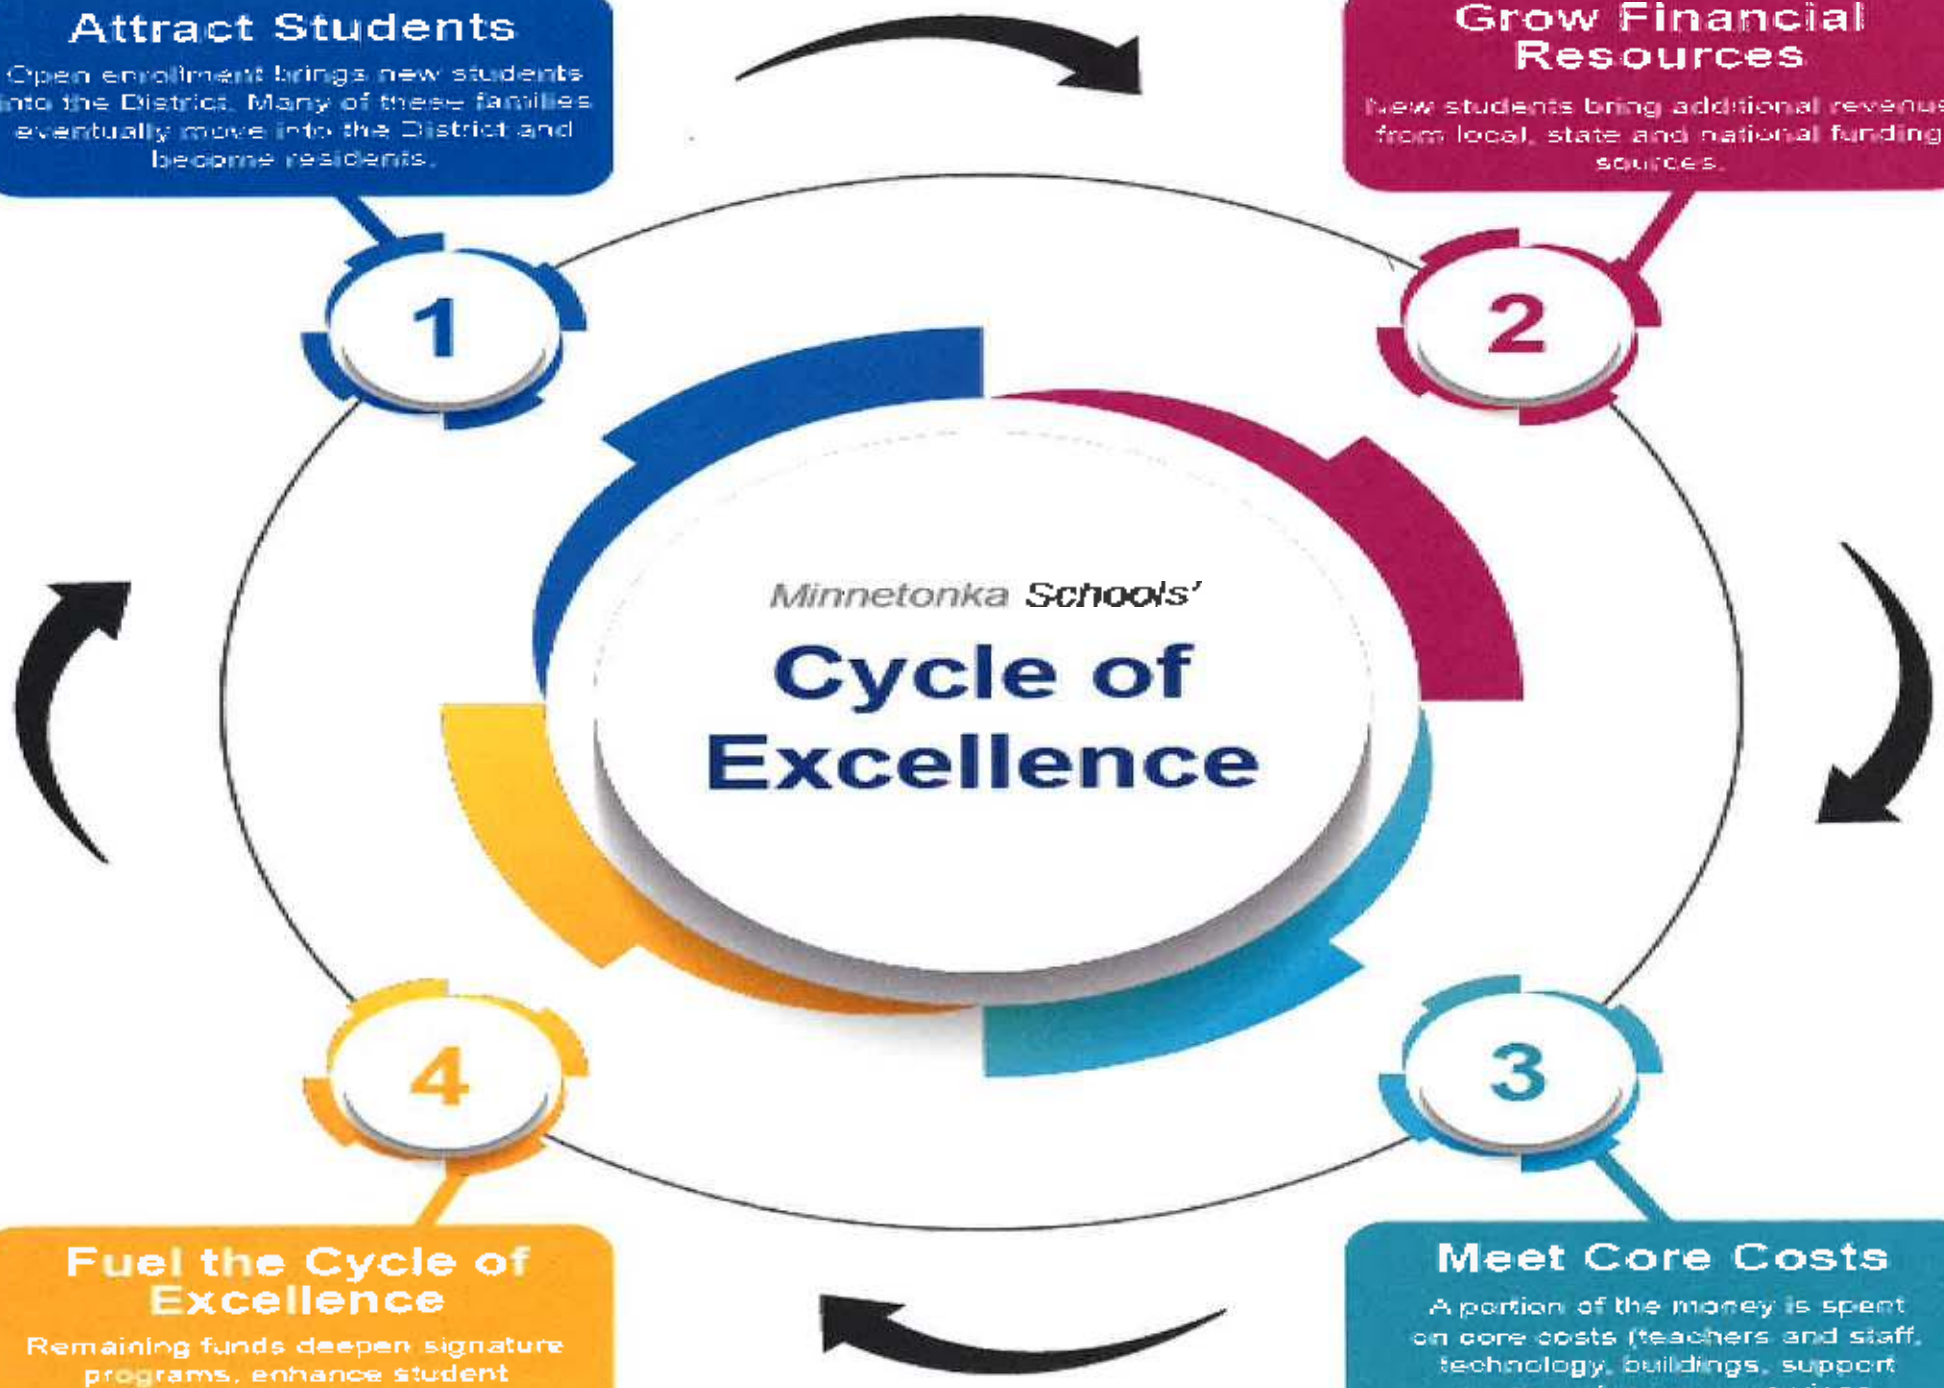 Attract Students
Open enrollment brings new students
into the District. Many of these families
eventually move into the District and
become residents.
Grow Financial
Resources
New students bring additional revenue
from local, state and national funding
sources.
1
2
Minnetonka Schools'
Cycle of
Excellence
4
3
Fuel the Cycle of
Excellence
Remaining funds deepen signature
programs, enhance student
Meet Core Costs
A portion of the money is spent
on core costs (teachers and staff,
technology, buildings, support